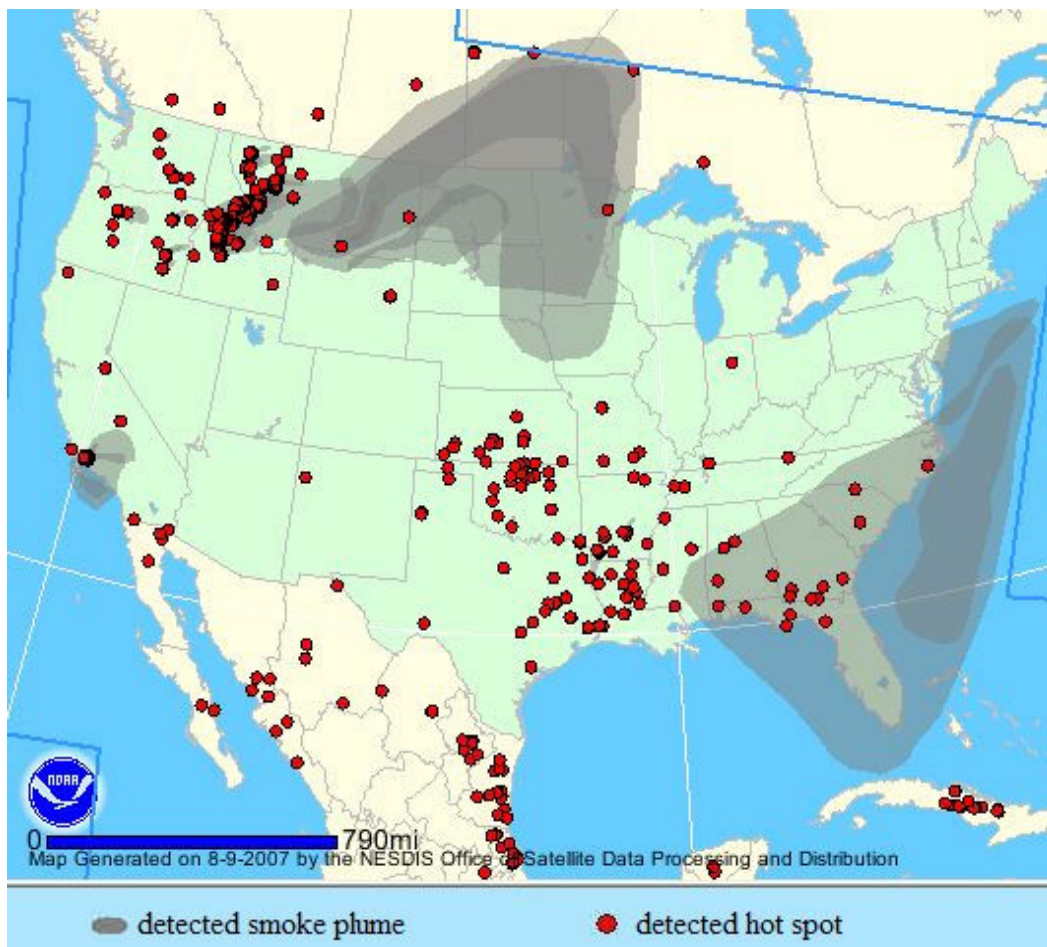 NOAA
0 790mi
Map Generated on 8-9-2007 by the NESDIS Office of Satellite Data Processing and Distribution
detected smoke plume detected hot spot